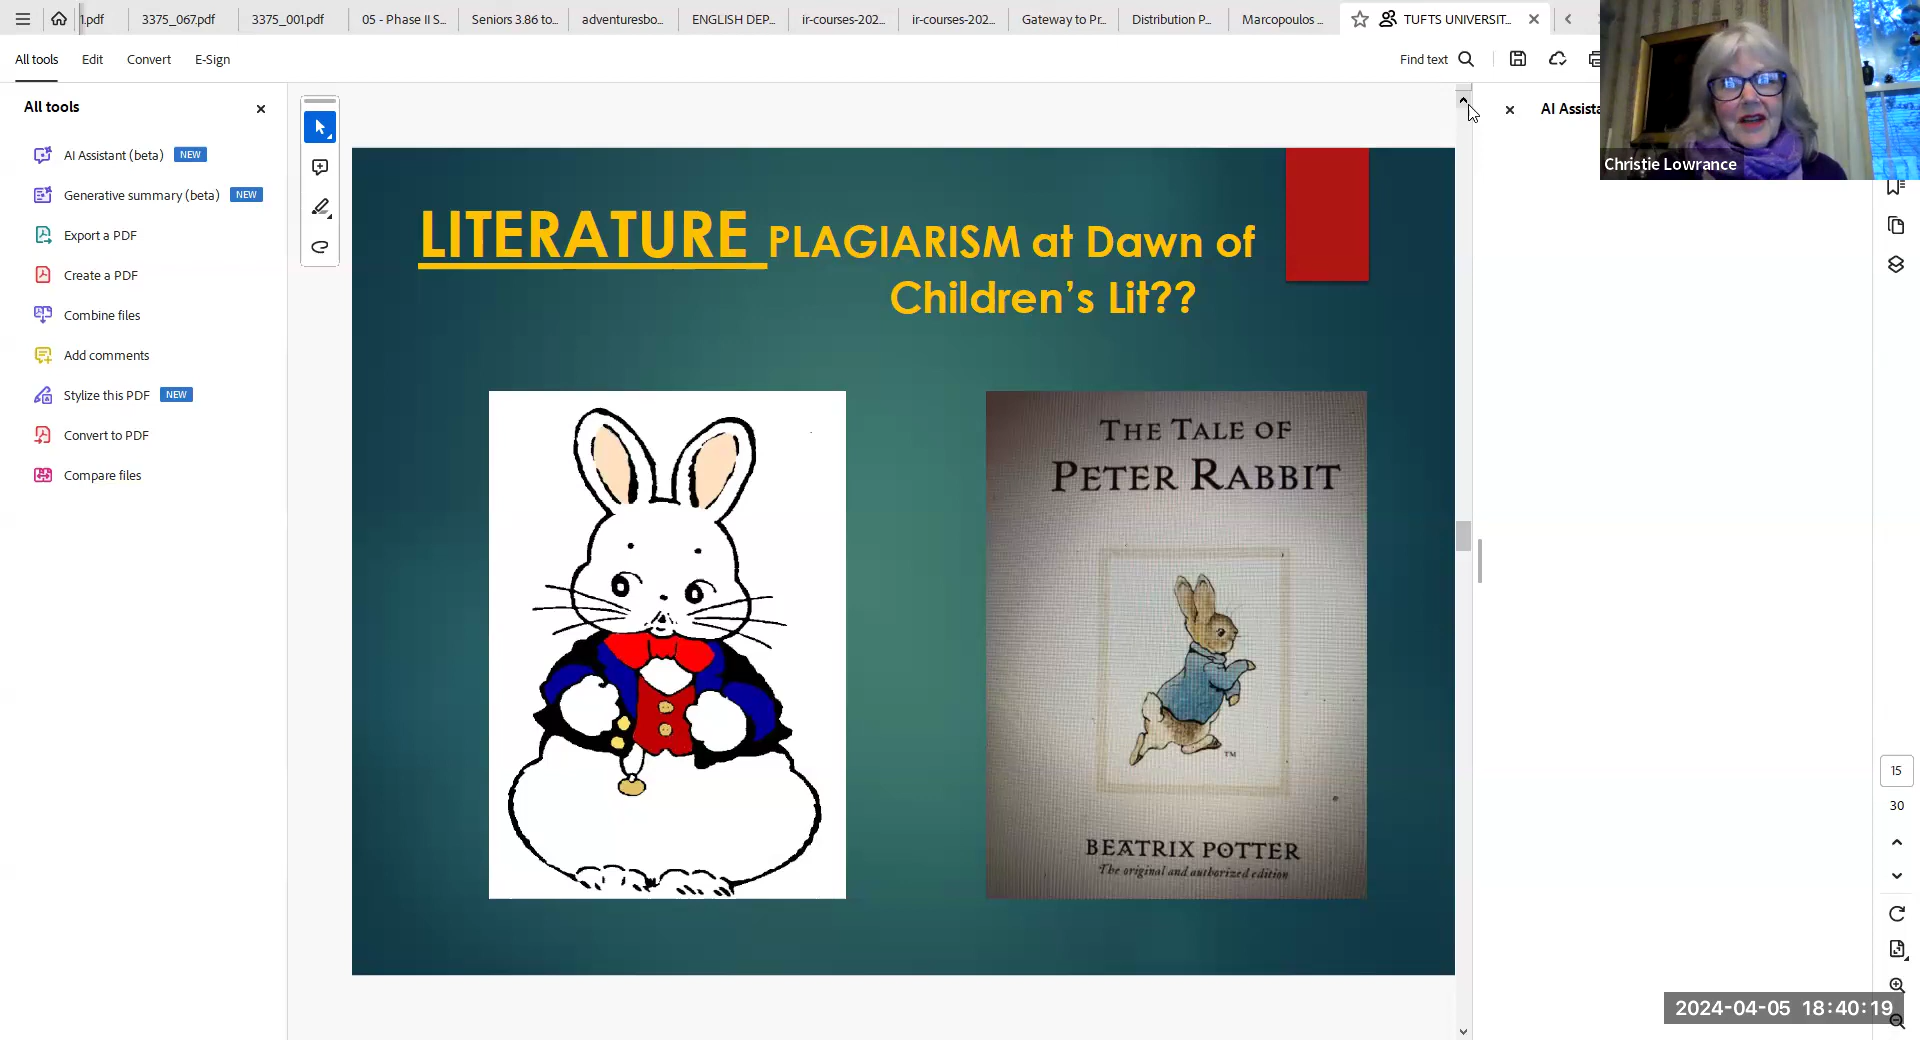 1.pdf
3375_067.pdf
3375_001.pdf
05 - Phase II S...
Seniors 3.86 to...
adventuresbo...
ENGLISH DEP...
ir-courses-202...
ir-courses-202...
Gateway to Pr...
Distribution P...
Marcopoulos ...
TUFTS UNIVERSIT...
All tools
Edit
Convert
E-Sign
Find text
All tools
AI Assistant (beta) NEW
Generative summary (beta) NEW
Export a PDF
Create a PDF
Combine files
Add comments
Stylize this PDF NEW
Convert to PDF
Compare files
LITERATURE PLAGIARISM at Dawn of
Children's Lit??
THE TALE OF
PETER RABBIT
TM
BEATRIX POTTER
The original and authorized edition
AI Assista
Christie Lowrance
15
30
2024-04-05 18:40:19